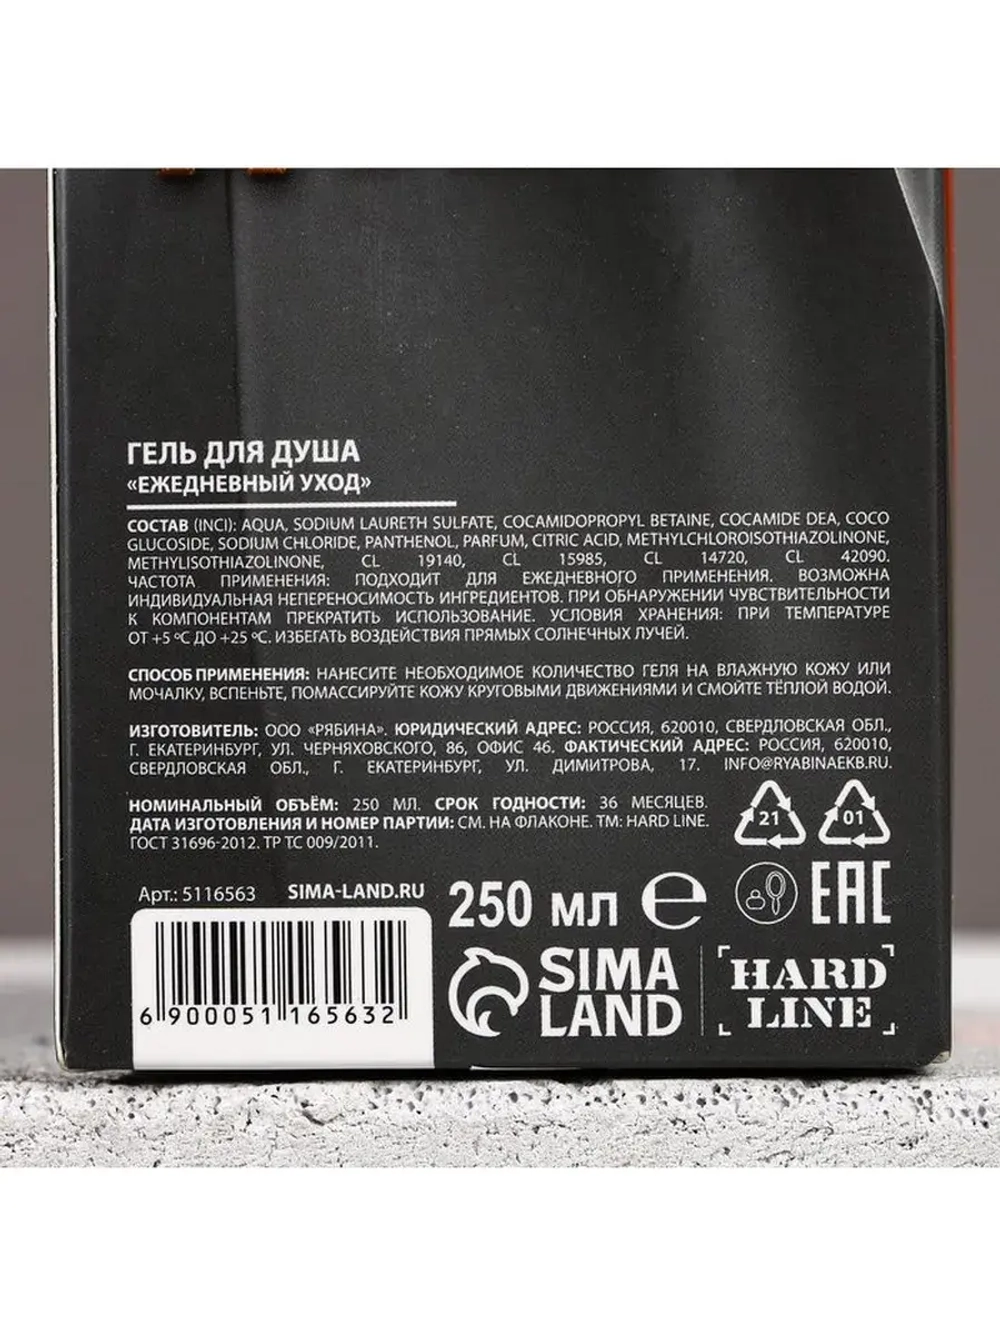 ГЕЛЬ ДЛЯ ДУША
«ЕЖЕДНЕВНЫЙ УХОД»
СОСТАВ (INCI): AQUA, SODIUM LAURETH SULFATE, COCAMIDOPROPYL BETAINE, COCAMIDE DEA, COCO
GLUCOSIDE, SODIUM CHLORIDE, PANTHENOL, PARFUM, CITRIC ACID, METHYLCHLOROISOTHIAZOLINONE,
METHYLISOTHIAZOLINONE, CL 19140, CL 15985, CL 14720, CL 42090.
ЧАСТОТА ПРИМЕНЕНИЯ: ПОДХОДИТ ДЛЯ ЕЖЕДНЕВНОГО ПРИМЕНЕНИЯ. ВОЗМОЖНА
ИНДИВИДУАЛЬНАЯ НЕПЕРЕНОСИМОСТЬ ИНГРЕДИЕНТОВ. ПРИ ОБНАРУЖЕНИИ ЧУВСТВИТЕЛЬНОСТИ
К КОМПОНЕНТАМ ПРЕКРАТИТЬ ИСПОЛЬЗОВАНИЕ. УСЛОВИЯ ХРАНЕНИЯ: ПРИ ТЕМПЕРАТУРЕ
ОТ +5 ºС ДО +25 ºС. ИЗБЕГАТЬ ВОЗДЕЙСТВИЯ ПРЯМЫХ СОЛНЕЧНЫХ ЛУЧЕЙ.
СПОСОБ ПРИМЕНЕНИЯ: НАНЕСИТЕ НЕОБХОДИМОЕ КОЛИЧЕСТВО ГЕЛЯ НА ВЛАЖНУЮ КОЖУ ИЛИ
МОЧАЛКУ, ВСПЕНЬТЕ, ПОМАССИРУЙТЕ КОЖУ КРУГОВЫМИ ДВИЖЕНИЯМИ И СМОЙТЕ ТЁПЛОЙ ВОДОЙ.
ИЗГОТОВИТЕЛЬ: ООО «РЯБИНА». ЮРИДИЧЕСКИЙ АДРЕС: РОССИЯ, 620010, СВЕРДЛОВСКАЯ ОБЛ.,
Г. ЕКАТЕРИНБУРГ, УЛ. ЧЕРНЯХОВСКОГО, 86, ОФИС 46. ФАКТИЧЕСКИЙ АДРЕС: РОССИЯ, 620010,
СВЕРДЛОВСКАЯ ОБЛ., Г. ЕКАТЕРИНБУРГ, УЛ. ДИМИТРОВА, 17. INFO@RYABINAEKB.RU.
НОМИНАЛЬНЫЙ ОБЪЁМ: 250 МЛ. СРОК ГОДНОСТИ: 36 МЕСЯЦЕВ.
ДАТА ИЗГОТОВЛЕНИЯ И НОМЕР ПАРТИИ: СМ. НА ФЛАКОНЕ. ТМ: HARD LINE.
ГОСТ 31696-2012. ТР ТС 009/2011.
21 01
Арт.: 5116563 SIMA-LAND.RU
250 мл e
EAC
6 900051 165632
SIMA
LAND
HARD
LINE